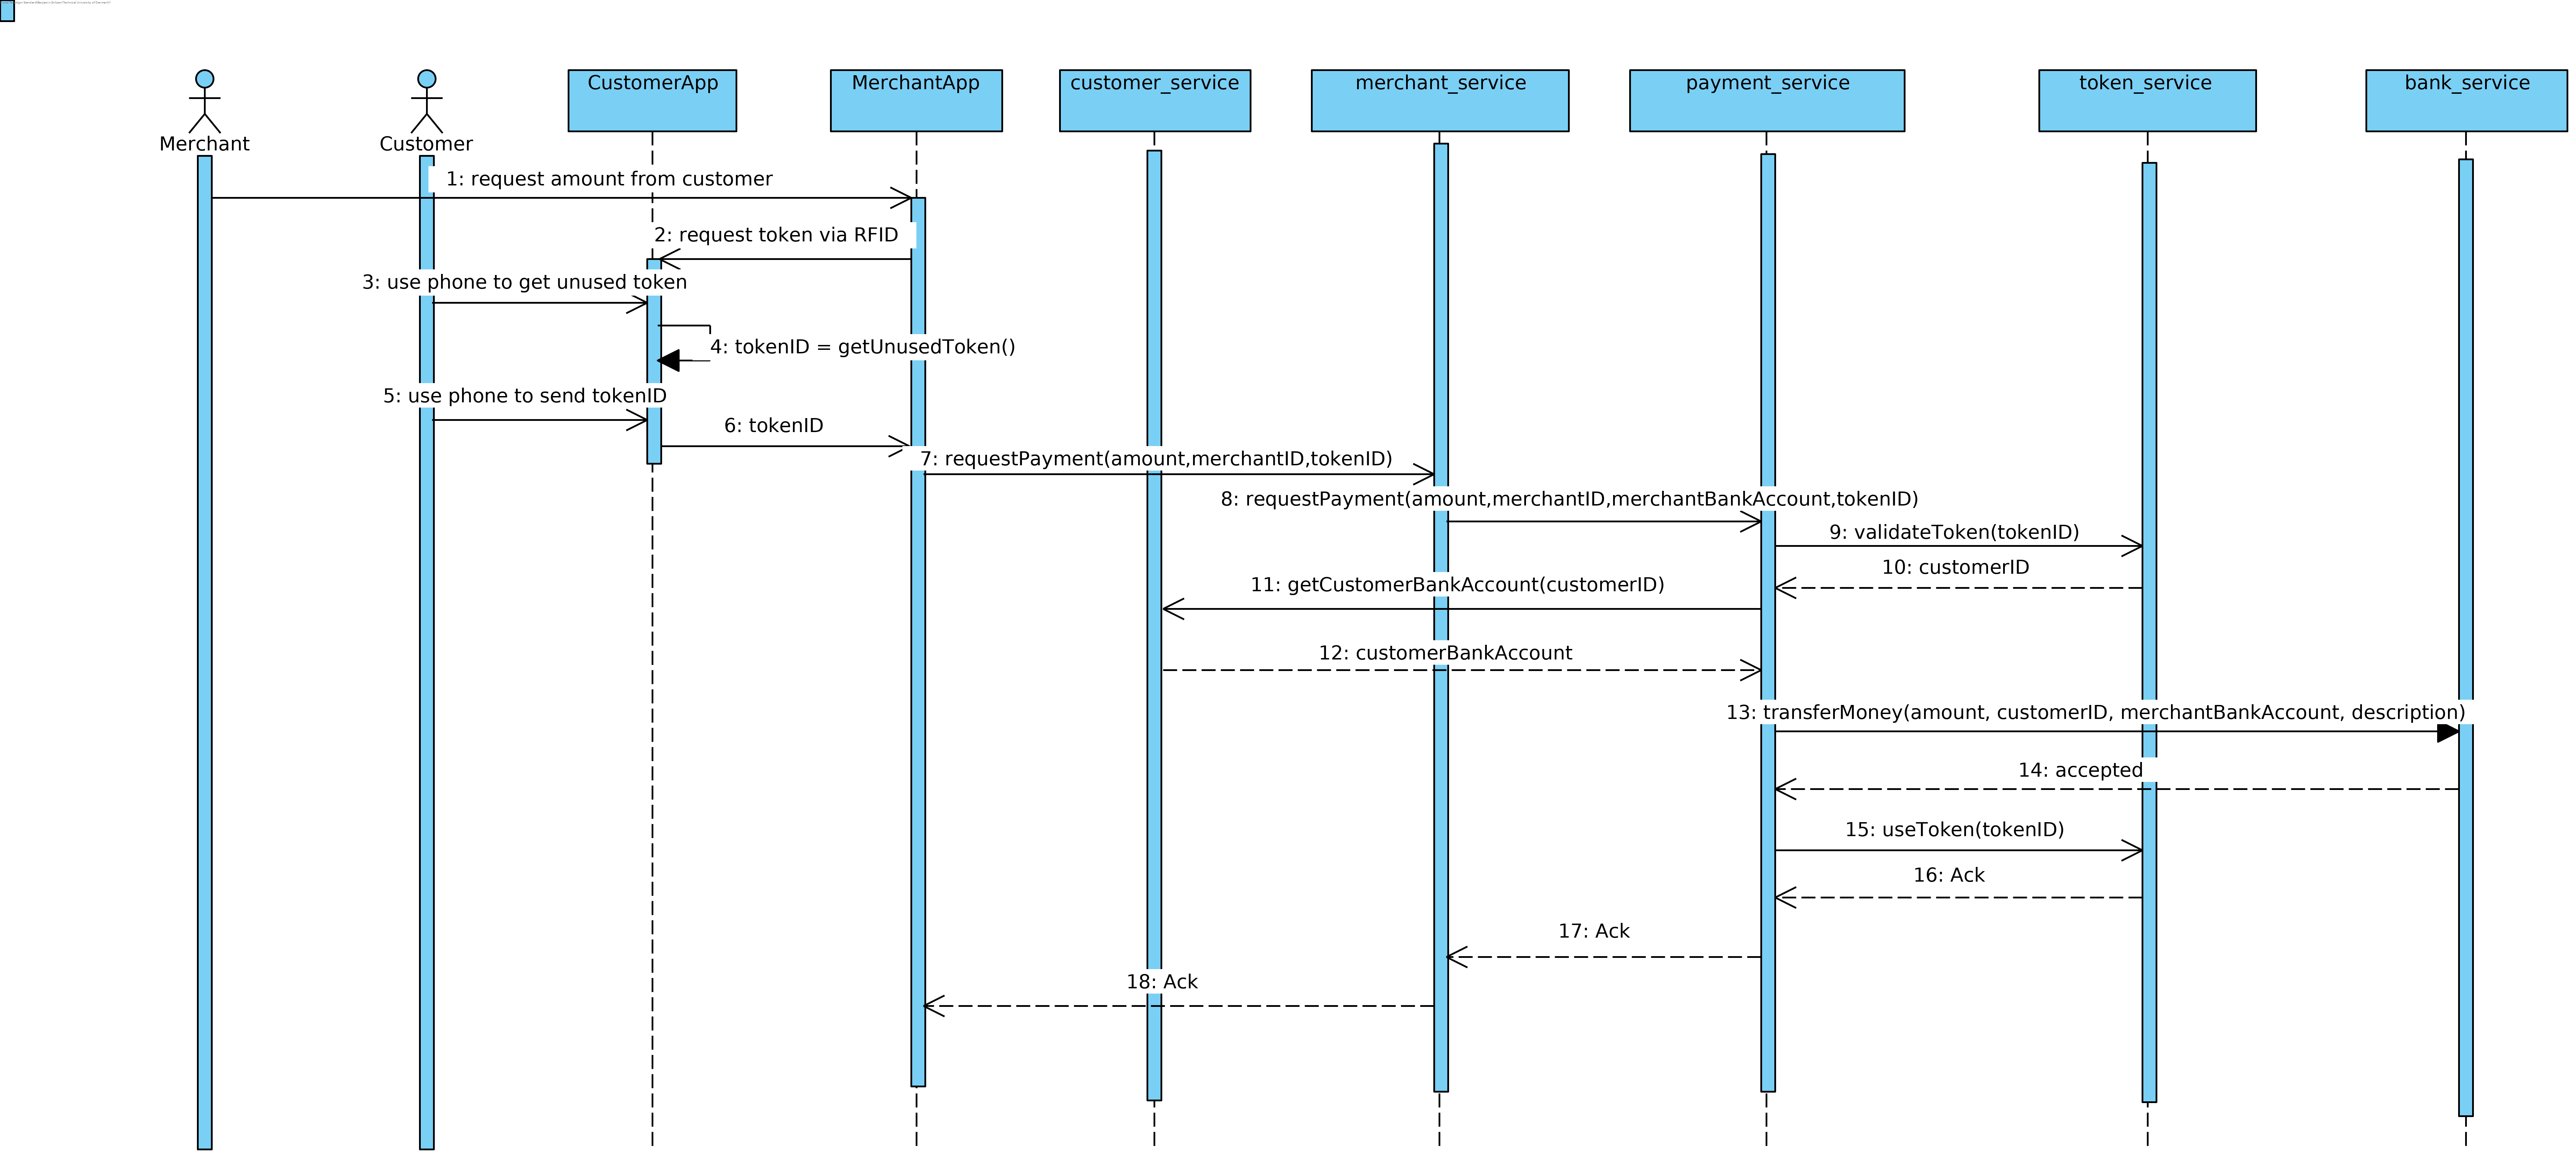 CustomerApp
MerchantApp
customer_service
merchant_service
payment_service
token_service
bank_service
Merchant
Customer
1: request amount from customer
2: request token via RFID
3: use phone to get unused token
4: tokenID = getUnusedToken()
5: use phone to send tokenID
6: tokenID
7: requestPayment(amount,merchantID,tokenID)
8: requestPayment(amount,merchantID,merchantBankAccount,tokenID)
9: validateToken(tokenID)
10: customerID
11: getCustomerBankAccount(customerID)
12: customerBankAccount
13: transferMoney(amount, customerID, merchantBankAccount, description)
14: accepted
15: useToken(tokenID)
16: Ack
17: Ack
18: Ack